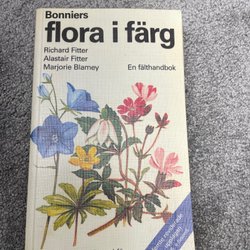 Bonniers
flora i färg
Richard Fitter
Alastair Fitter
Marjorie Blamey
En fälthandbok